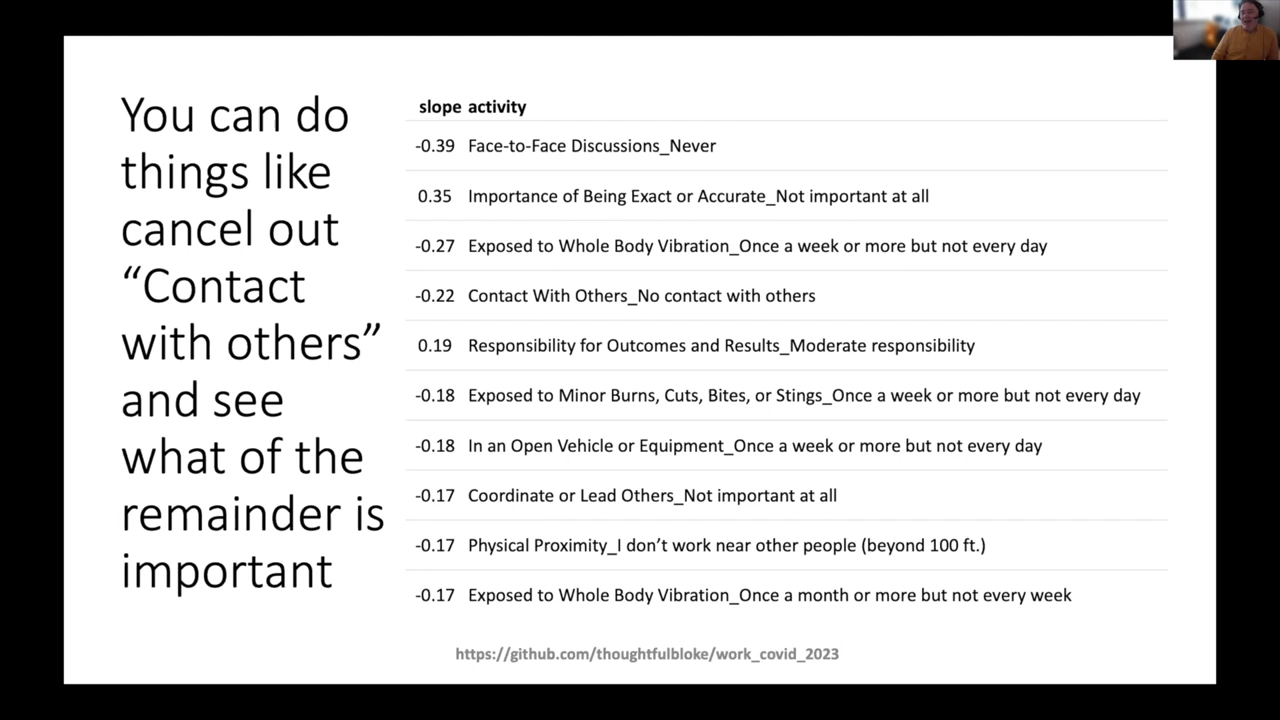 You can do
things like
cancel out
“Contact
with others”
and see
what of the
remainder is
important
slope activity
-0.39 Face-to-Face Discussions_Never
0.35 Importance of Being Exact or Accurate_Not important at all
-0.27 Exposed to Whole Body Vibration_Once a week or more but not every day
-0.22 Contact With Others_No contact with others
0.19 Responsibility for Outcomes and Results_Moderate responsibility
-0.18 Exposed to Minor Burns, Cuts, Bites, or Stings_Once a week or more but not every day
-0.18 In an Open Vehicle or Equipment_Once a week or more but not every day
-0.17 Coordinate or Lead Others_Not important at all
-0.17 Physical Proximity_I don’t work near other people (beyond 100 ft.)
-0.17 Exposed to Whole Body Vibration_Once a month or more but not every week
https://github.com/thoughtfulbloke/work_covid_2023